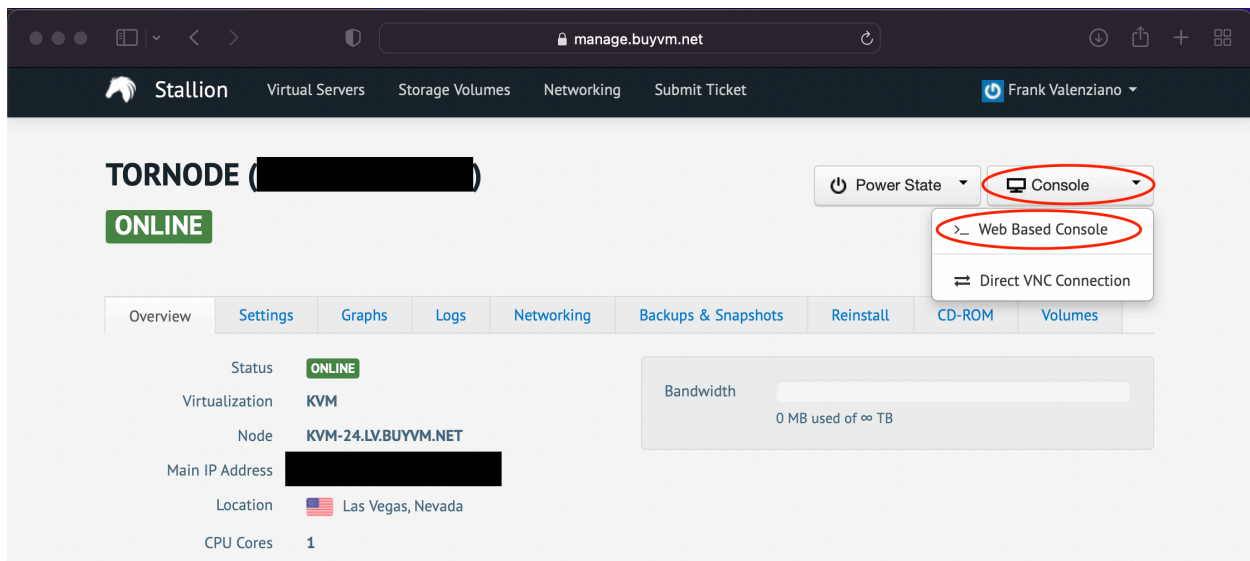 manage.buyvm.net
Stallion Virtual Servers Storage Volumes Networking Submit Ticket Frank Valenziano
TORNODE ( )
Power State Console
ONLINE
>_ Web Based Console
Direct VNC Connection
Overview Settings Graphs Logs Networking Backups & Snapshots Reinstall CD-ROM Volumes
Status ONLINE
Bandwidth
Virtualization KVM
0 MB used of ∞ TB
Node KVM-24.LV.BUYVM.NET
Main IP Address
Location Las Vegas, Nevada
CPU Cores 1